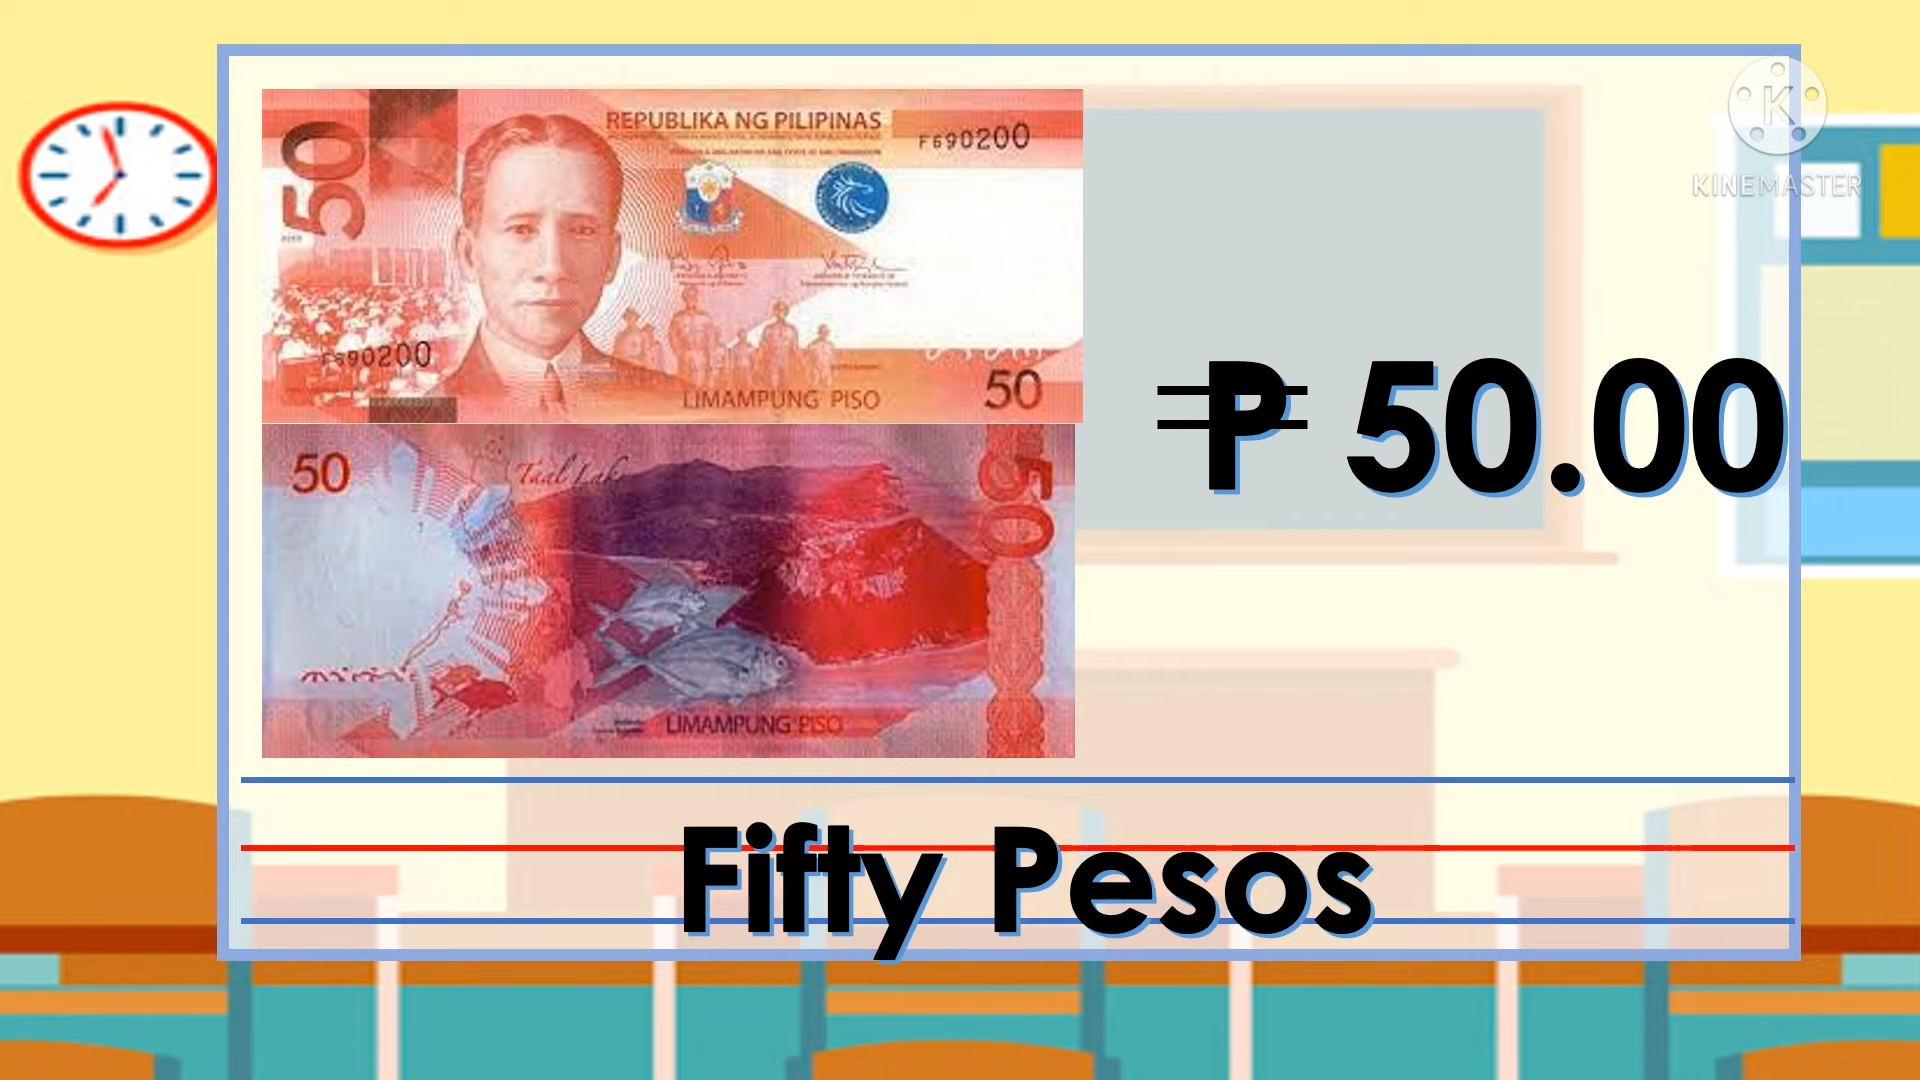 50
REPUBLIKA NG PILIPINAS
F690200
F690200
LIMAMPUNG PISO
50
50
Taal Lake
50
LIMAMPUNG PISO
₱ 50.00
Fifty Pesos
K
KINEMASTER